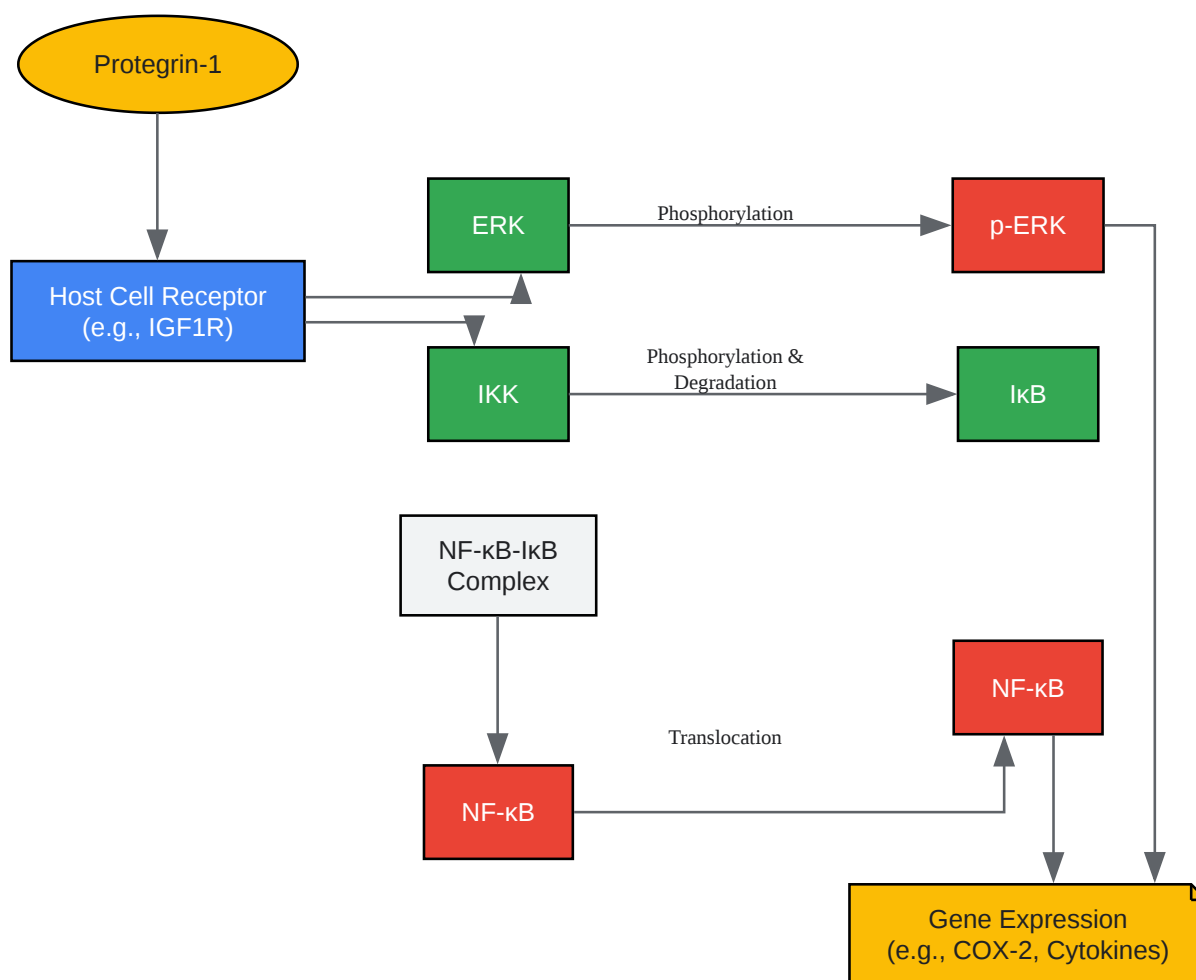 Protegrin-1
ERK
Phosphorylation
p-ERK
Host Cell Receptor
(e.g., IGF1R)
IKK
Phosphorylation &
Degradation
IκB
NF-κB-IκB
Complex
NF-κB
Translocation
NF-κB
Gene Expression
(e.g., COX-2, Cytokines)